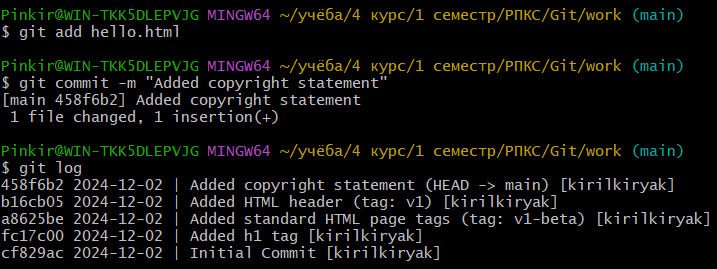 Pinkir@WIN-TKK5DLEPVJG MINGW64 ~/учёба/4 курс/1 семестр/РПКС/Git/work (main)
$ git add hello.html
Pinkir@WIN-TKK5DLEPVJG MINGW64 ~/учёба/4 курс/1 семестр/РПКС/Git/work (main)
$ git commit -m "Added copyright statement"
[main 458f6b2] Added copyright statement
1 file changed, 1 insertion(+)
Pinkir@WIN-TKK5DLEPVJG MINGW64 ~/учёба/4 курс/1 семестр/РПКС/Git/work (main)
$ git log
458f6b2 2024-12-02 | Added copyright statement (HEAD -> main) [kirilkiryak]
b16cb05 2024-12-02 | Added HTML header (tag: v1) [kirilkiryak]
a8625be 2024-12-02 | Added standard HTML page tags (tag: v1-beta) [kirilkiryak]
fc17c00 2024-12-02 | Added h1 tag [kirilkiryak]
cf829ac 2024-12-02 | Initial Commit [kirilkiryak]